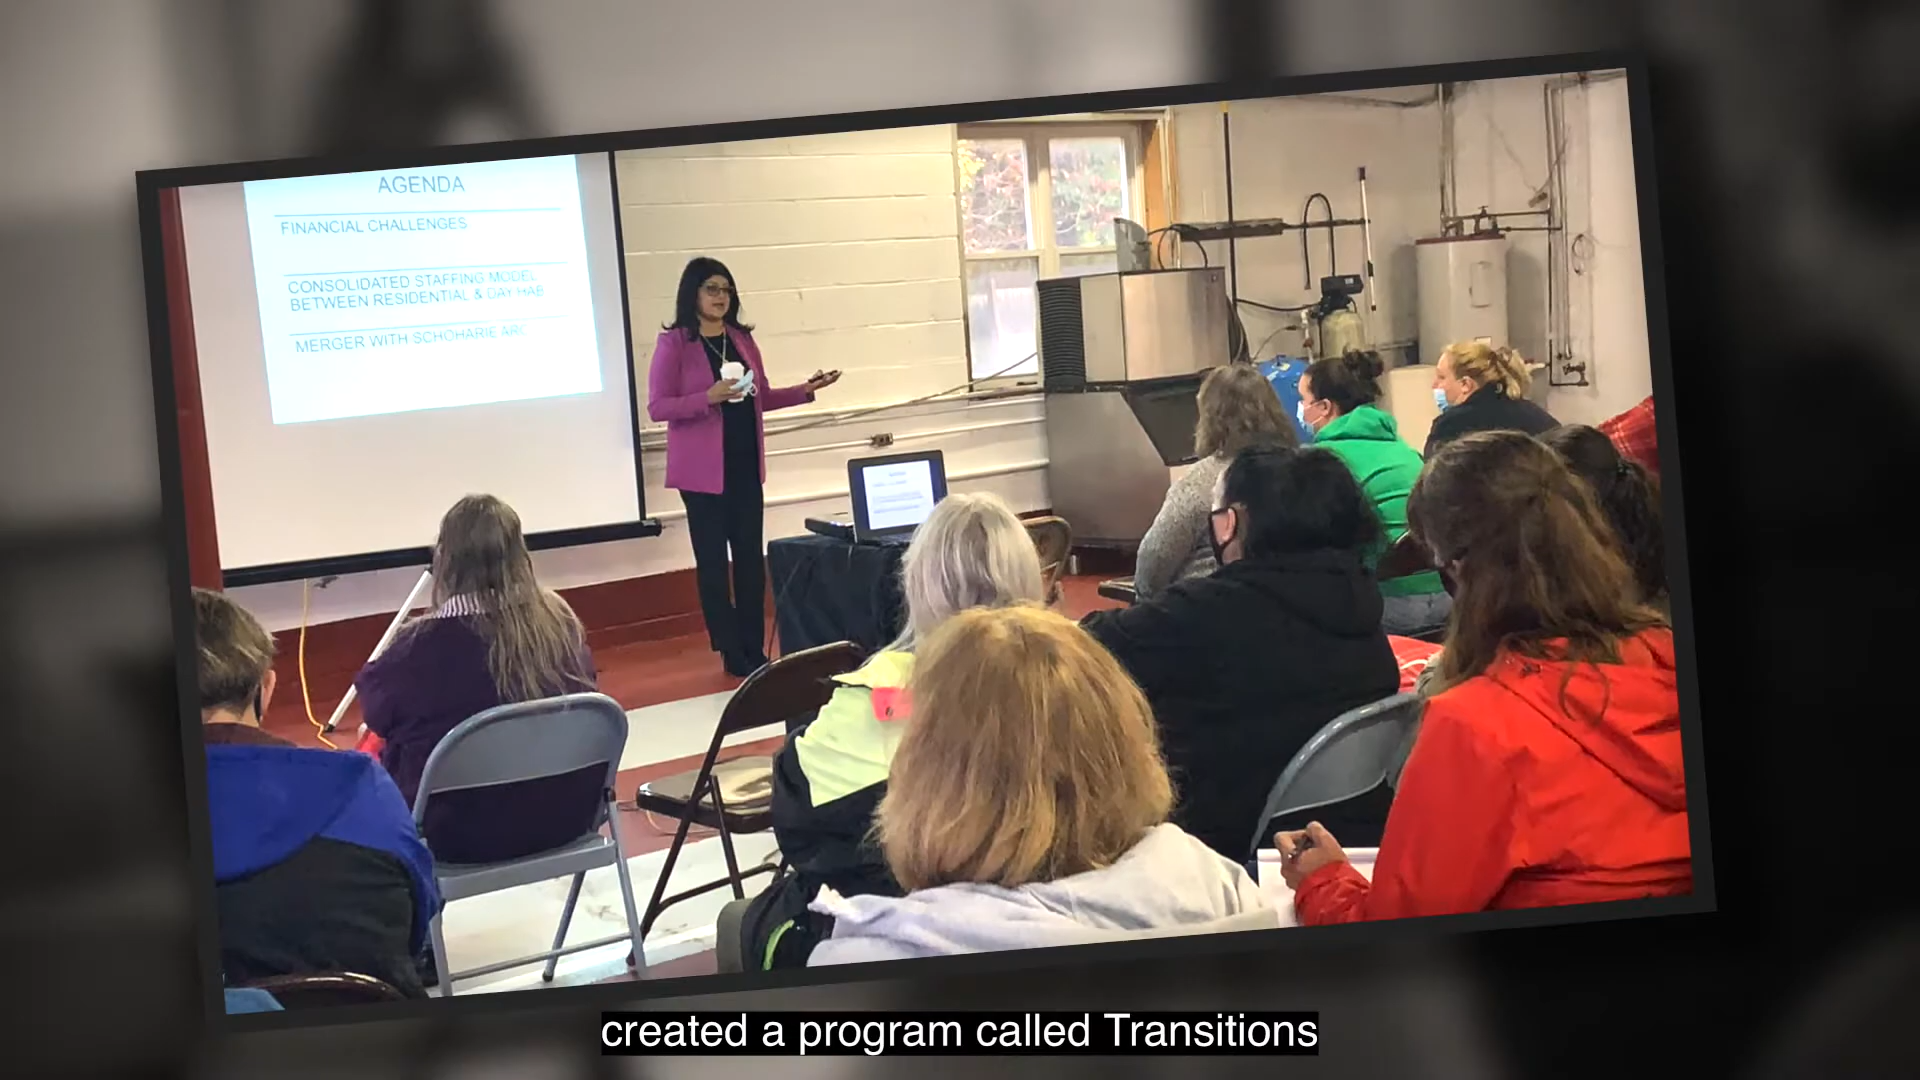 AGENDA
FINANCIAL CHALLENGES
CONSOLIDATED STAFFING MODEL
BETWEEN RESIDENTIAL & DAY HAB
MERGER WITH SCHOHARIE ARC
created a program called Transitions